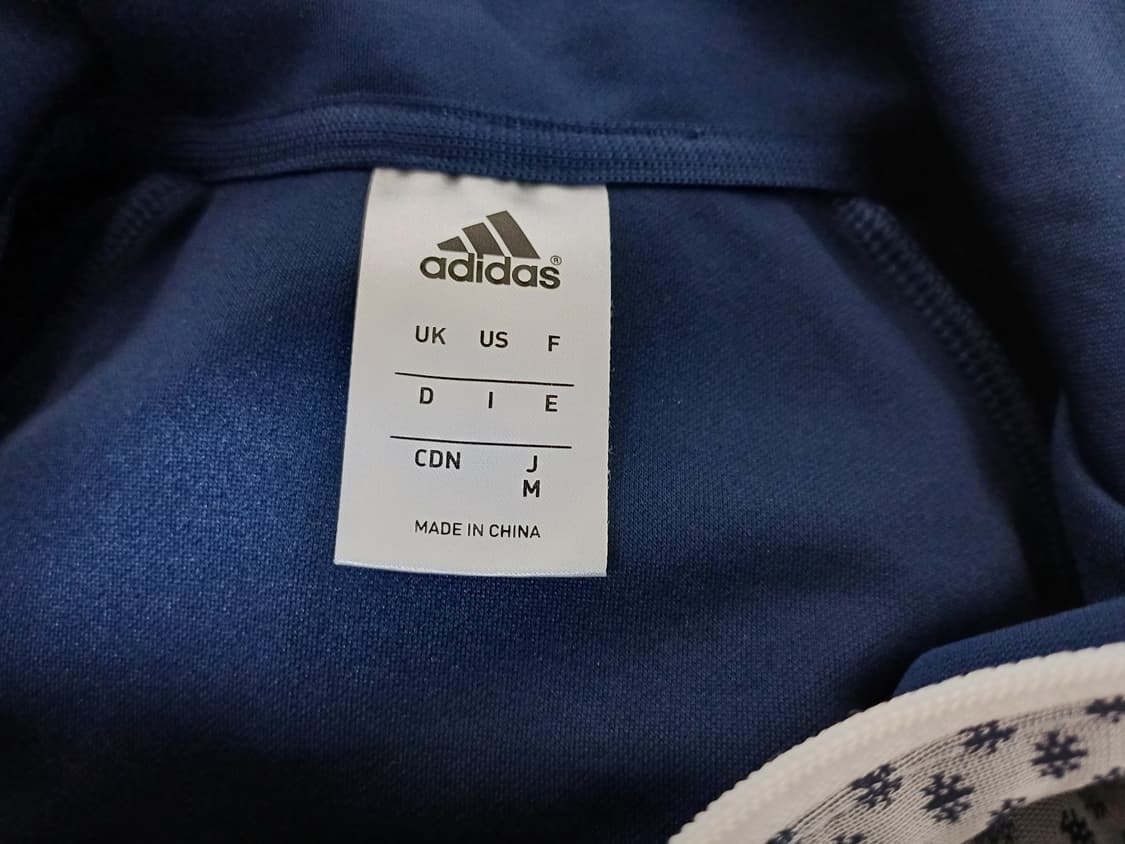 adidas®
UK US F
D I E
CDN J
M
MADE IN CHINA